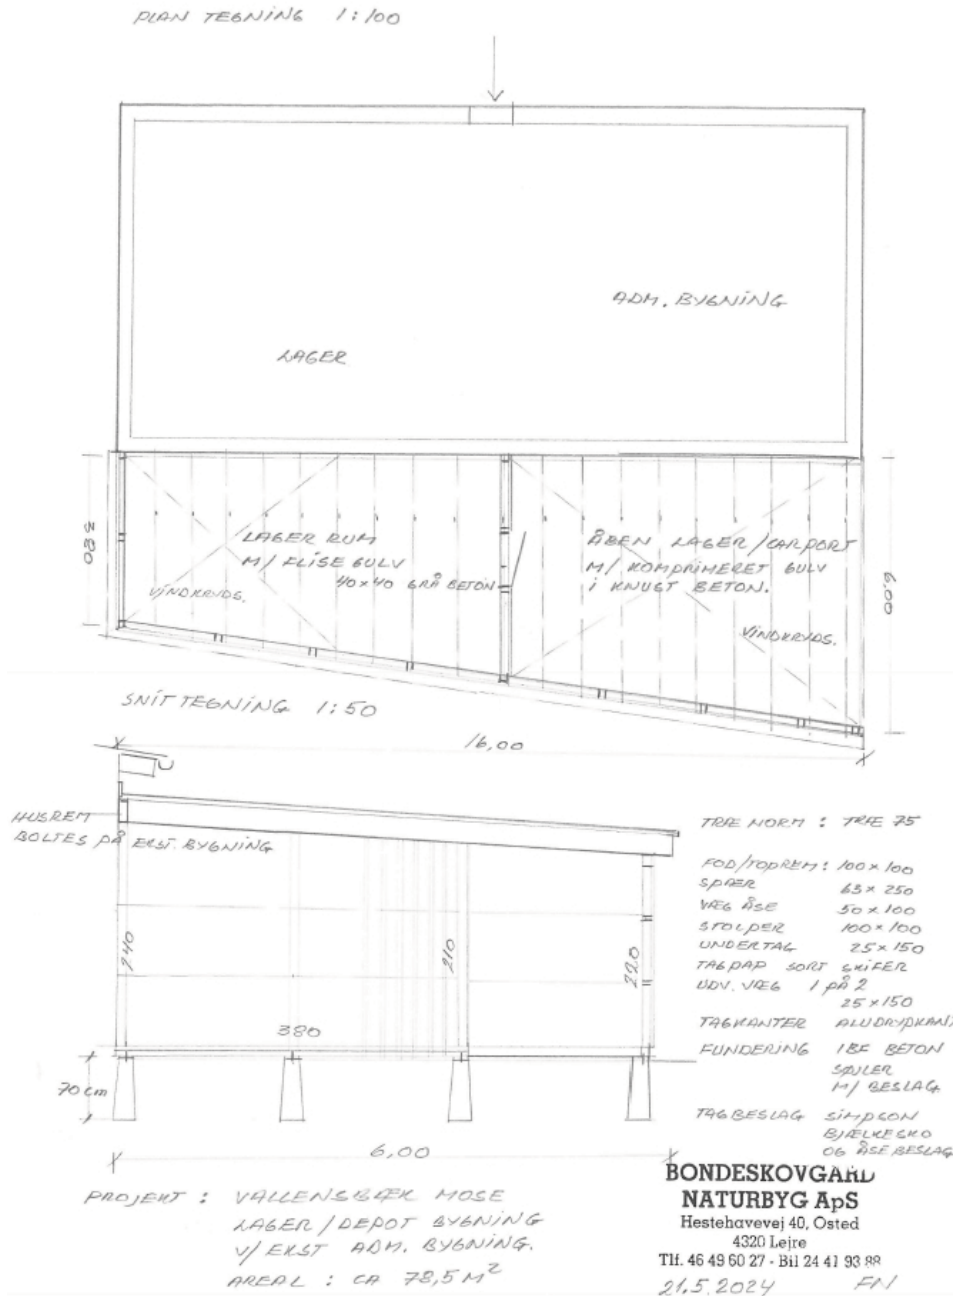 PLAN TEGNING 1:100
ADM. BYGNING
LAGER
LAGER RUM
M/ FLISE GULV
40x40 GRÅ BETON
VINDKRYDS.
ÅBEN LAGER/CARPORT
M/ KOMPRIMERET GULV
I KNUST BETON.
VINDKRYDS.
6.00
SNIT TEGNING 1:50
16,00
HUSREM
BOLTES PÅ EKST. BYGNING
240
210
220
380
70 cm
6,00
TRÆ NORM : TRÆ 75
FOD/TOPREM : 100 x 100
SPÆR 63 x 250
VÆG ÅSE 50 x 100
STOLPER 100 x 100
UNDERTAG 25 x 150
TAGPAP SORT SKIFER
UDV. VÆG 1 PÅ 2
25 x 150
TAGKANTER ALUDRYPKANT
FUNDERING IBF BETON
SØJLER
M/ BESLAG
TAGBESLAG SIMPSON
BJÆLKESKO
OG ÅSE BESLAG
PROJEKT : VALLENSBÆK MOSE
LAGER / DEPOT BYGNING
V/ EKST ADM. BYGNING.
AREAL : CA 78,5 M²
BONDESKOVGÅRD
NATURBYG ApS
Hestehavevej 40, Osted
4320 Lejre
Tlf. 46 49 60 27 - Bil 24 41 93 88
21.5.2024 FN